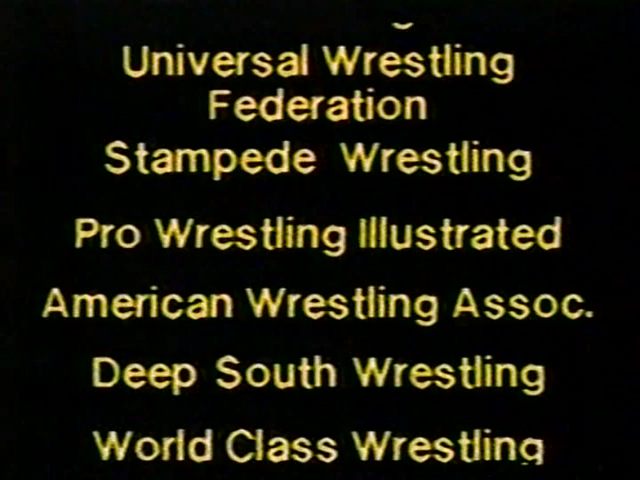 Universal Wrestling
Federation
Stampede Wrestling
Pro Wrestling Illustrated
American Wrestling Assoc.
Deep South Wrestling
World Class Wrestling